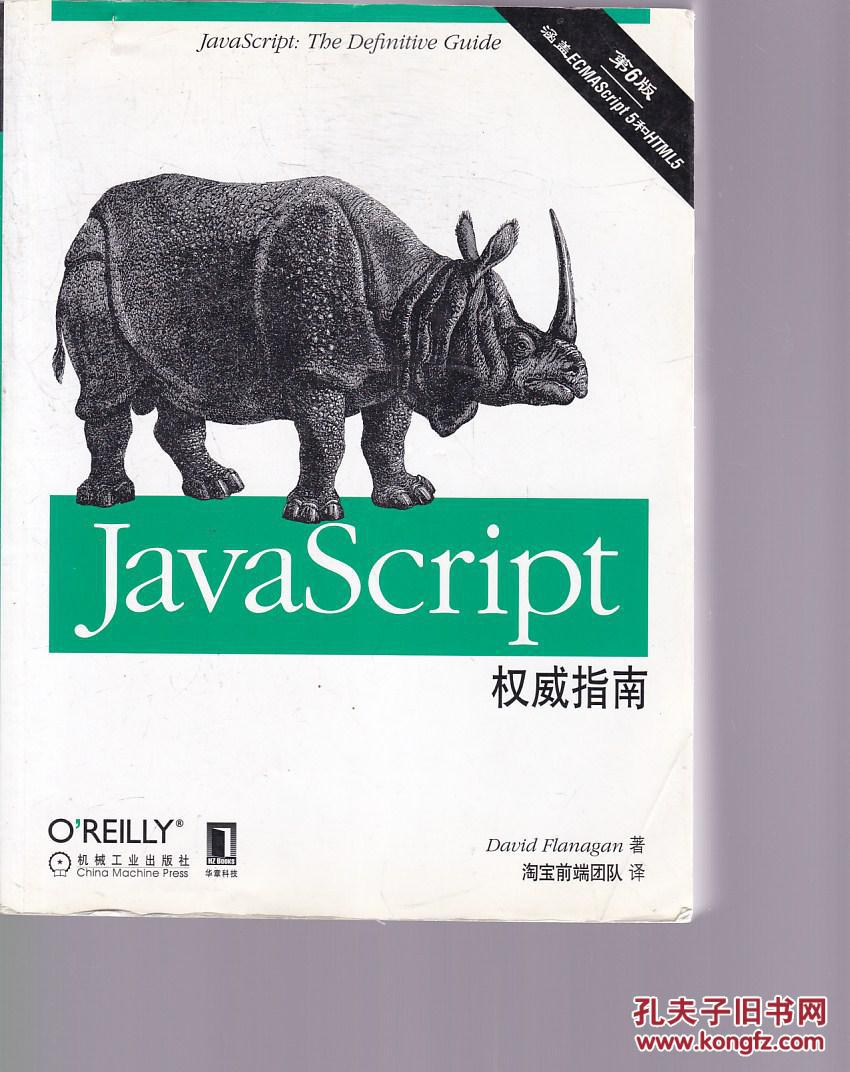 JavaScript: The Definitive Guide
第6版
涵盖ECMAScript 5和HTML5
JavaScript
权威指南
O'REILLY®
机械工业出版社
China Machine Press
HZ Books
华章科技
David Flanagan 著
淘宝前端团队 译
孔夫子旧书网
www.kongfz.com